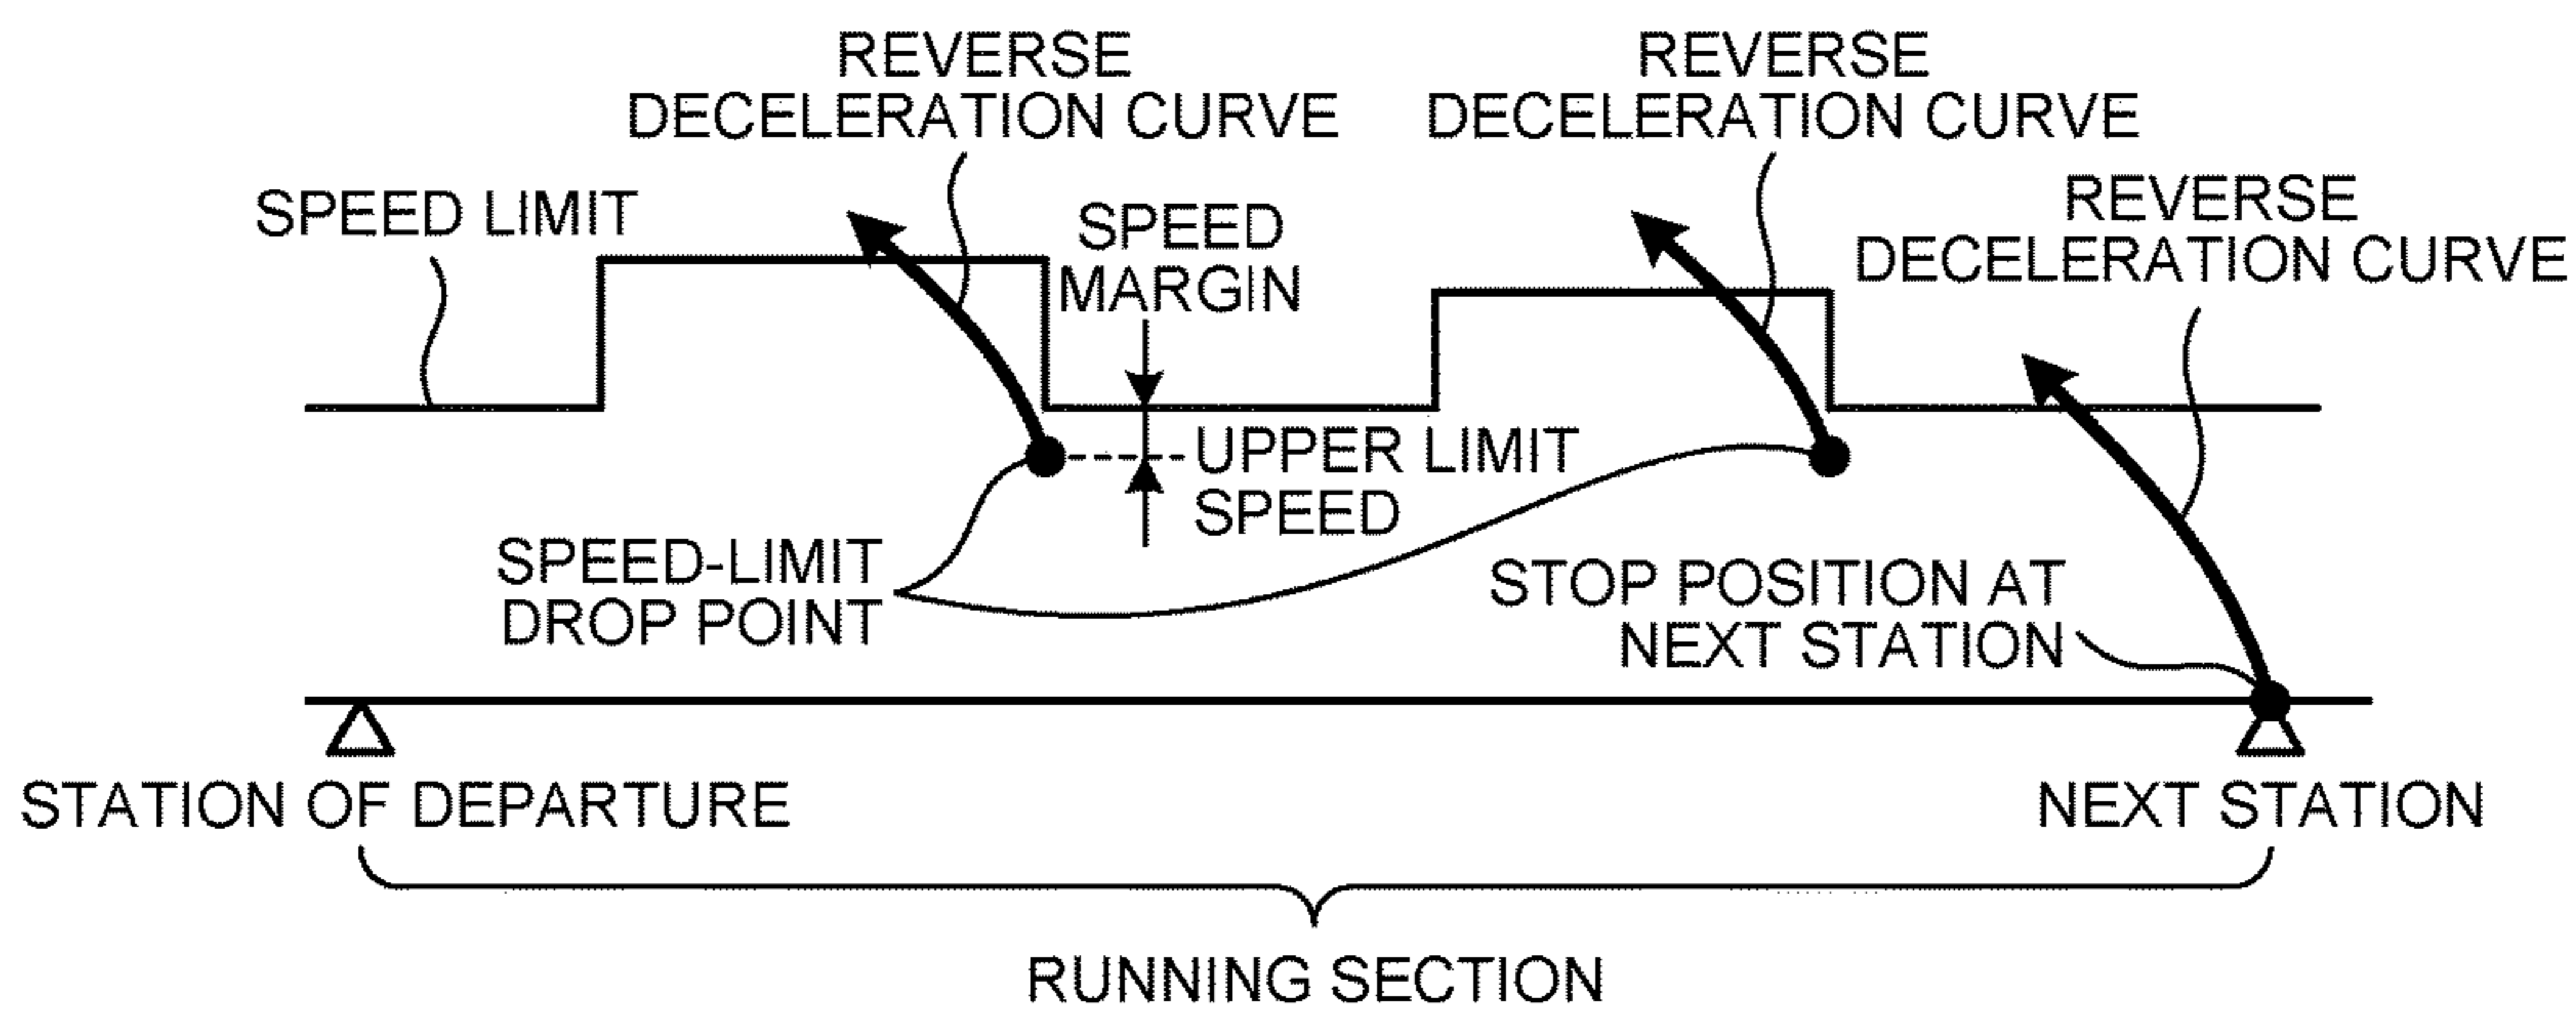 REVERSE
DECELERATION CURVE
REVERSE
DECELERATION CURVE
REVERSE
DECELERATION CURVE
SPEED LIMIT
SPEED
MARGIN
UPPER LIMIT
SPEED
SPEED-LIMIT
DROP POINT
STOP POSITION AT
NEXT STATION
STATION OF DEPARTURE
NEXT STATION
RUNNING SECTION